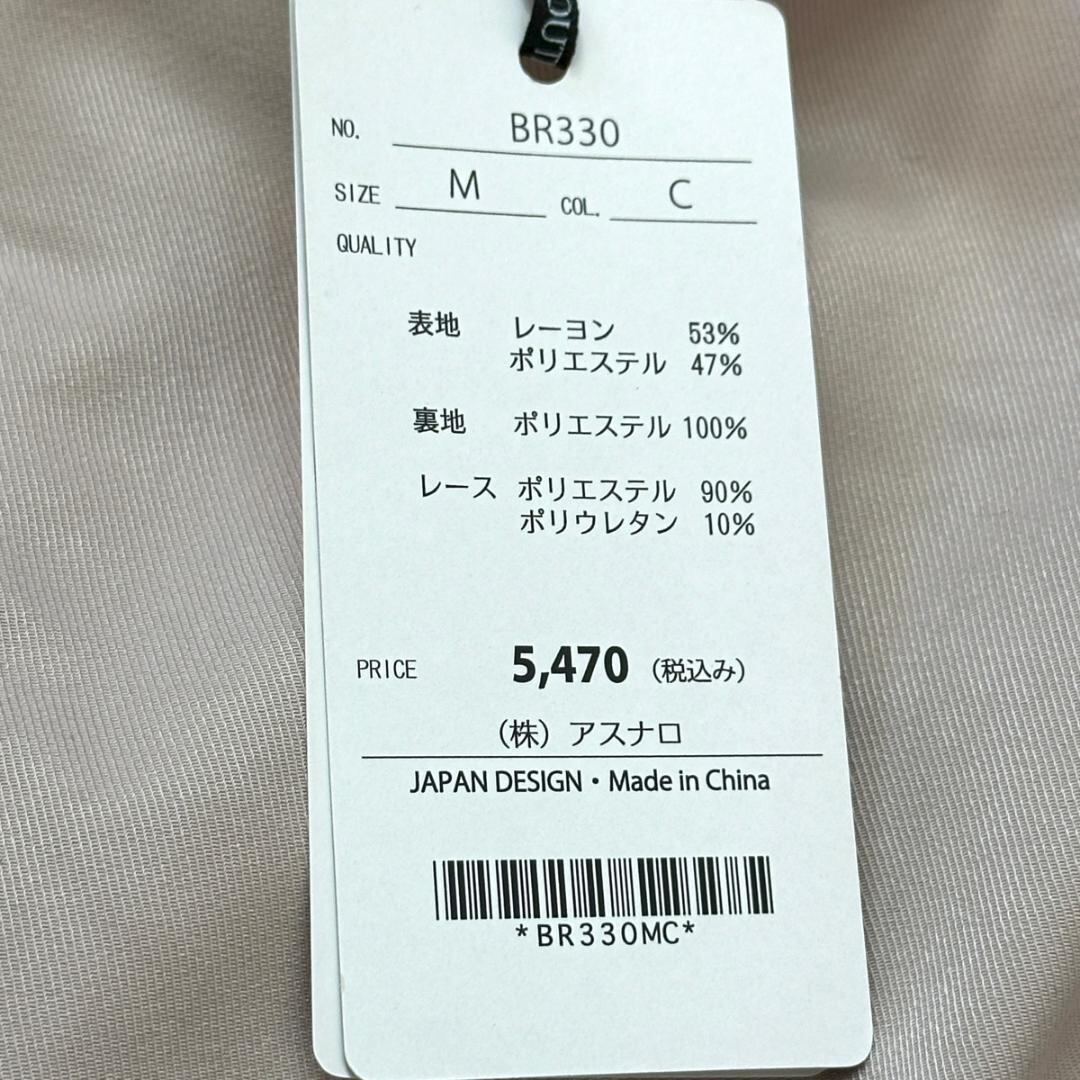 OUT
NO. BR330
SIZE M COL. C
QUALITY
表地 レーヨン 53%
ポリエステル 47%
裏地 ポリエステル 100%
レース ポリエステル 90%
ポリウレタン 10%
PRICE 5,470 (税込み)
(株) アスナロ
JAPAN DESIGN・Made in China
*BR330MC*